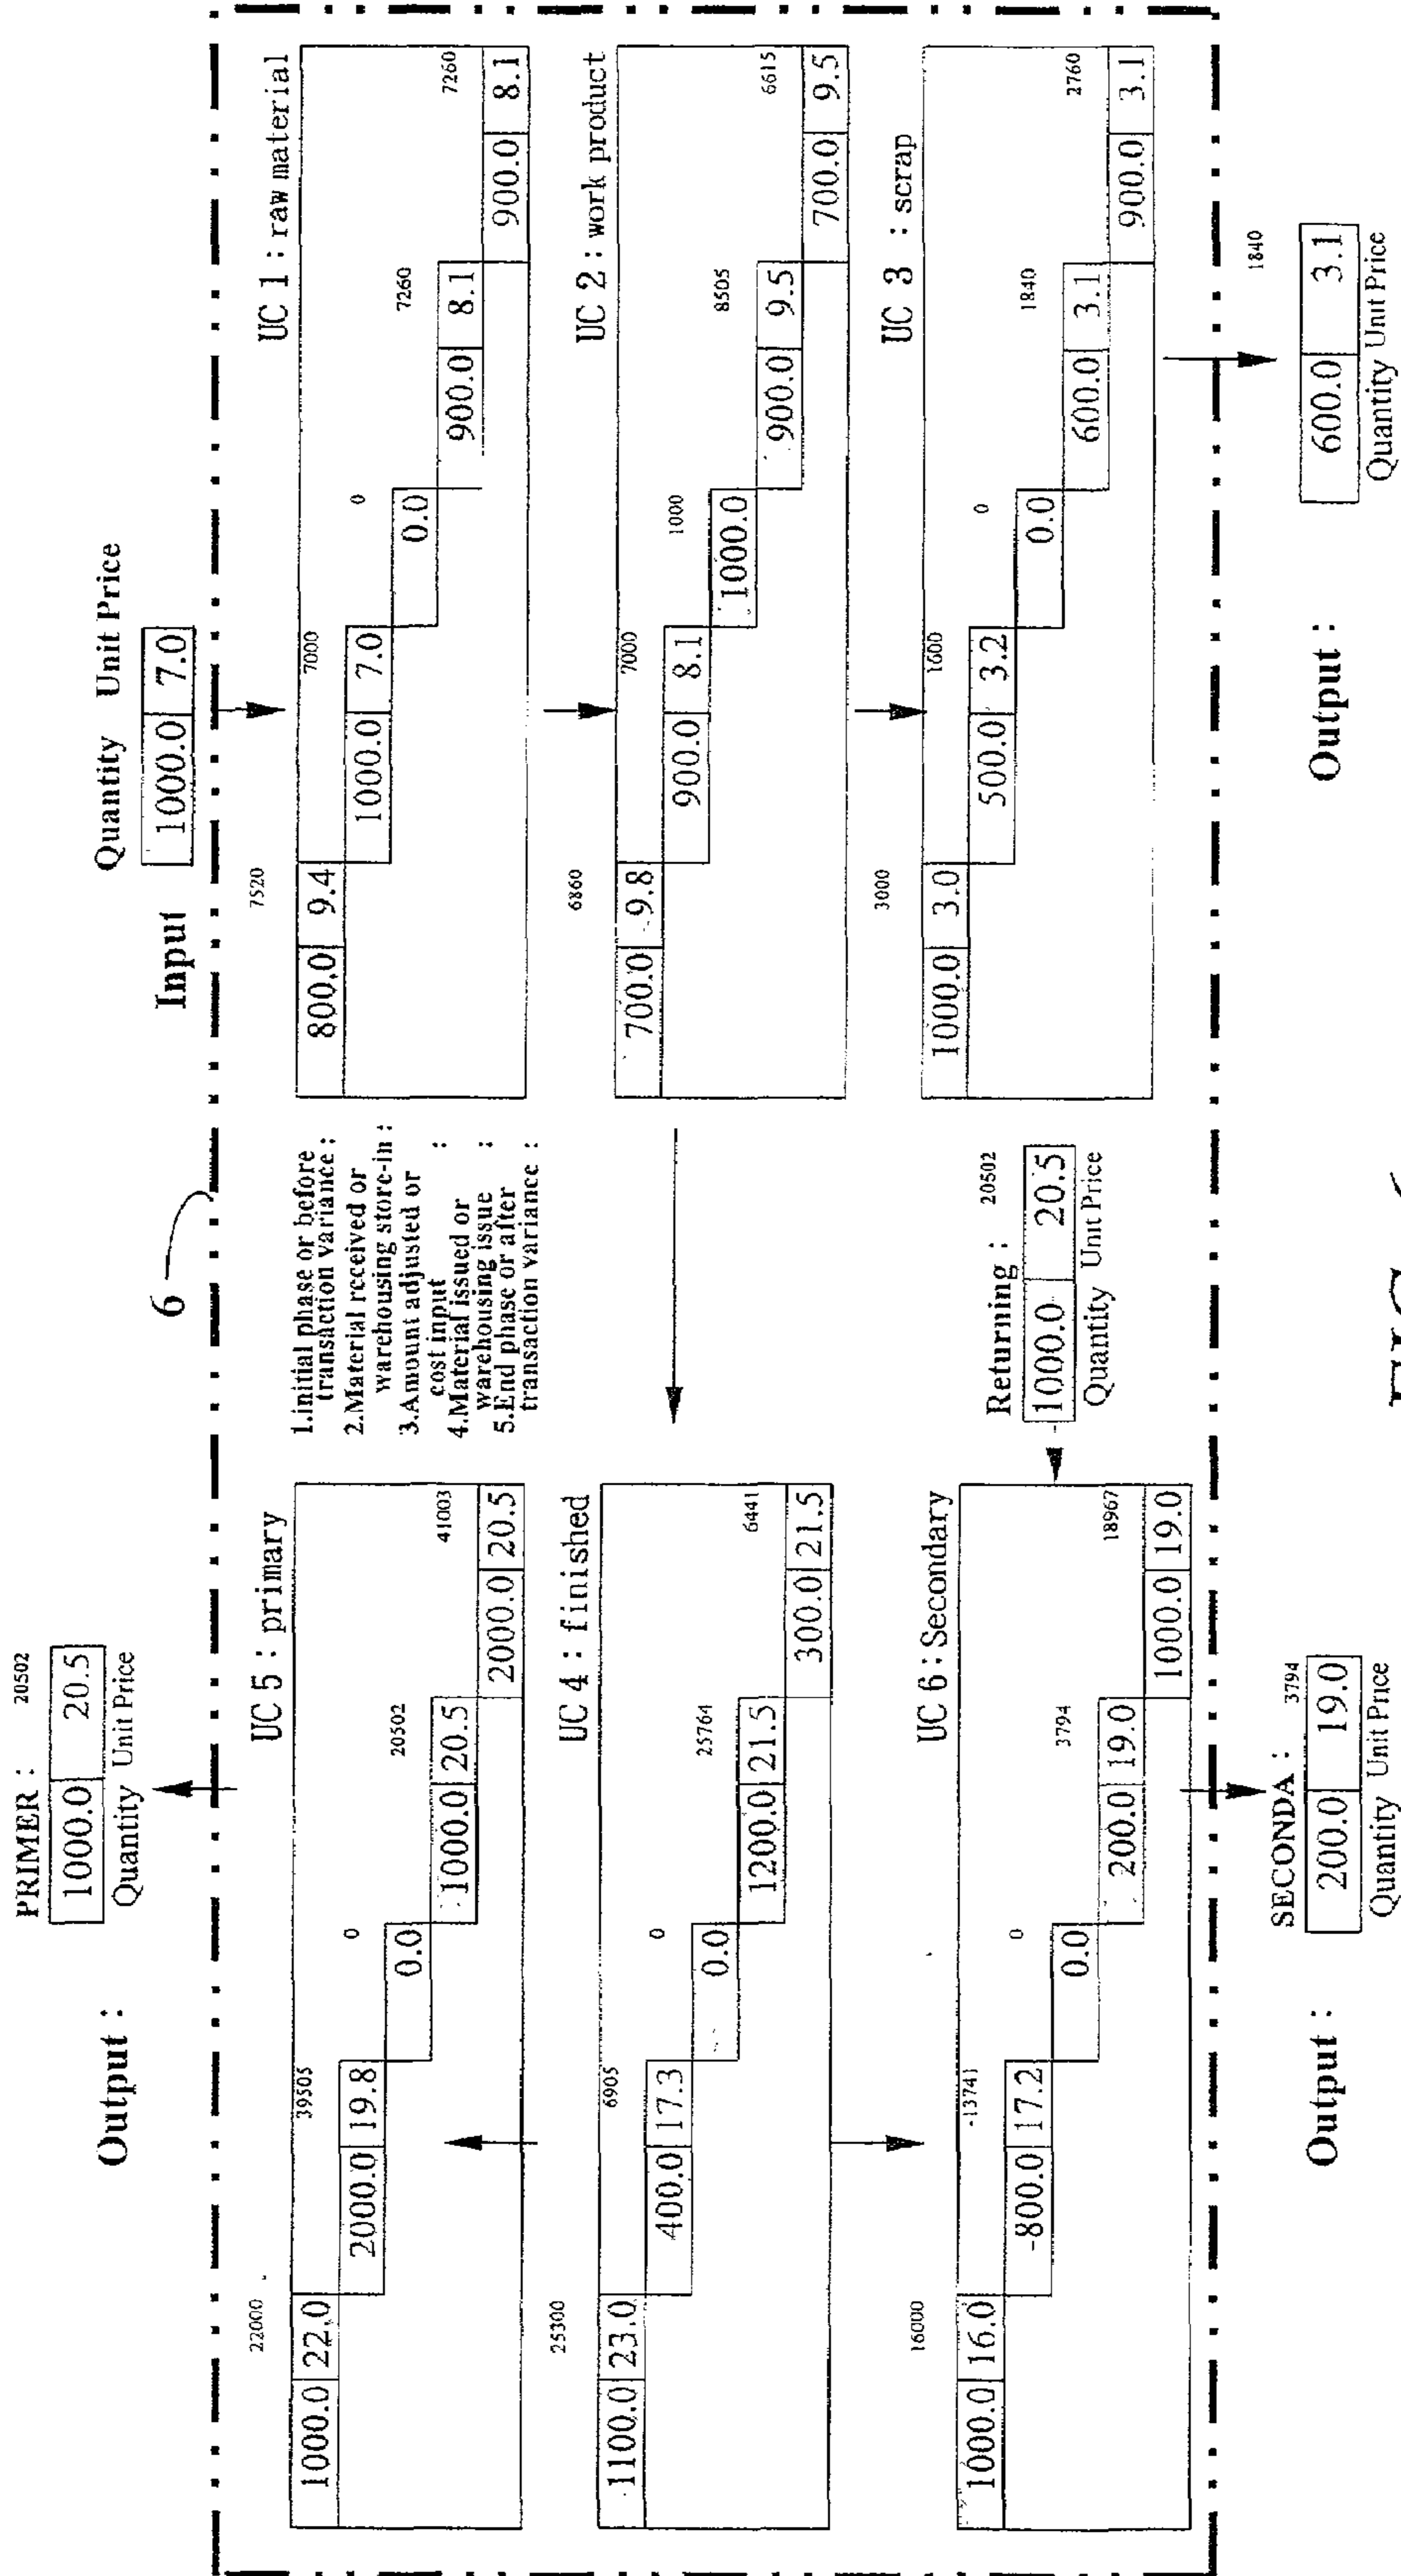 6
Input
Quantity Unit Price
1000.0 7.0
UC 1 : raw material
7520
800.0 9.4
7000
1000.0 7.0
0
0.0
7260
900.0 8.1
7260
900.0 8.1
UC 2 : work product
6860
700.0 9.8
7000
900.0 8.1
1000
1000.0
8505
900.0 9.5
6615
700.0 9.5
UC 3 : scrap
3000
1000.0 3.0
1600
500.0 3.2
0
0.0
1840
600.0 3.1
2760
900.0 3.1
Output :
1840
600.0 3.1
Quantity Unit Price
1.initial phase or before
transaction variance :
2.Material received or
warehousing store-in :
3.Amount adjusted or
cost input :
4.Material issued or
warehousing issue :
5.End phase or after
transaction variance :
Output :
PRIMER : 20502
1000.0 20.5
Quantity Unit Price
UC 5 : primary
22000
1000.0 22.0
39505
2000.0 19.8
0
0.0
20502
1000.0 20.5
41003
2000.0 20.5
UC 4 : finished
25300
1100.0 23.0
6905
400.0 17.3
0
0.0
25764
1200.0 21.5
6441
300.0 21.5
UC 6 : Secondary
16000
1000.0 16.0
-13741
-800.0 17.2
0
0.0
3794
200.0 19.0
18967
1000.0 19.0
Returning : 20502
1000.0 20.5
Quantity Unit Price
Output :
SECONDA : 3794
200.0 19.0
Quantity Unit Price